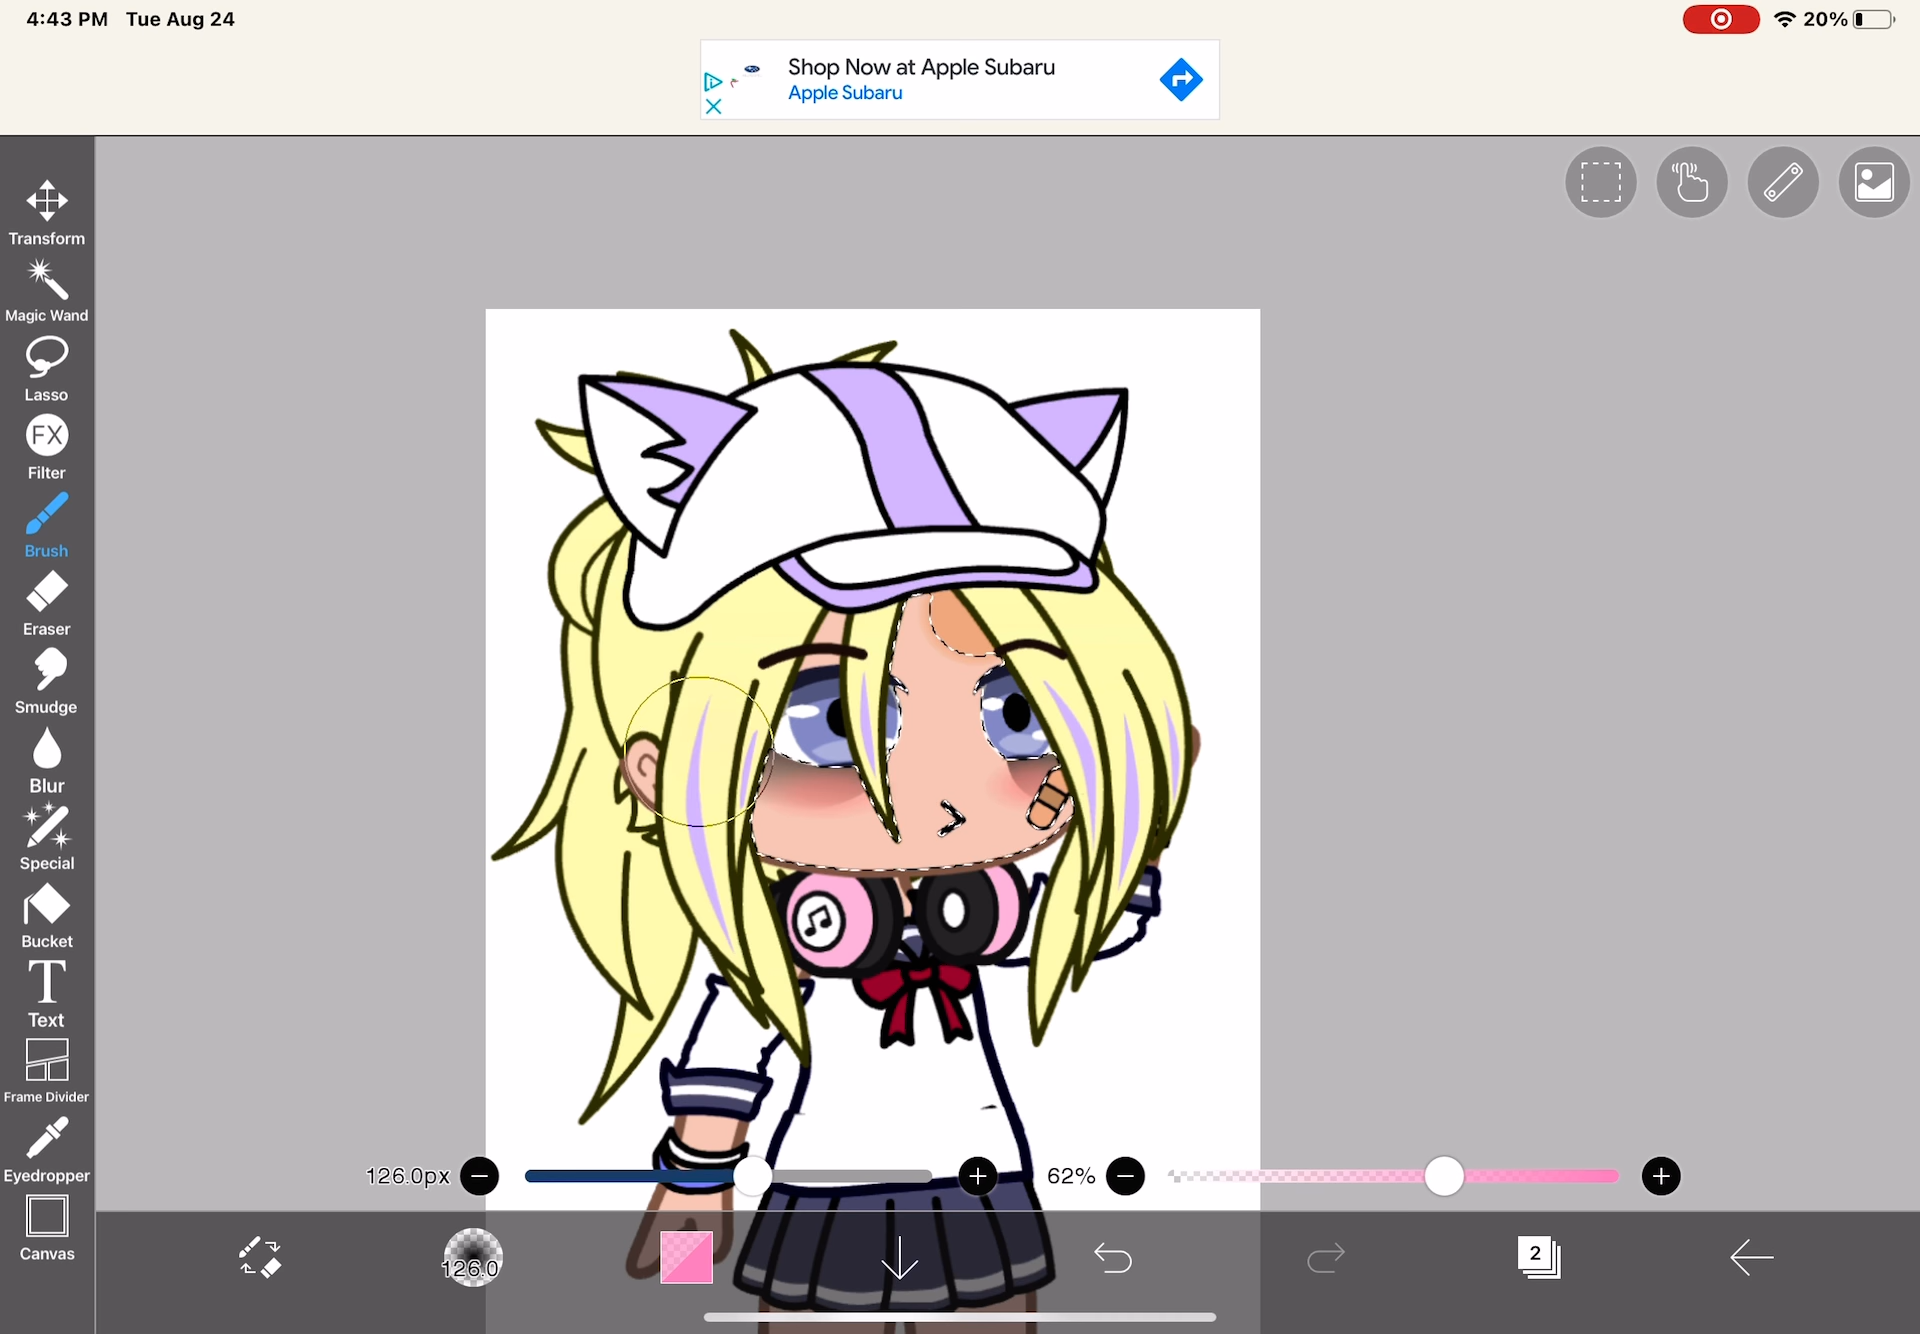 4:43 PM Tue Aug 24
20%
Shop Now at Apple Subaru
Apple Subaru
Transform
Magic Wand
Lasso
FX
Filter
Brush
Eraser
Smudge
Blur
Special
Bucket
T
Text
Frame Divider
Eyedropper
Canvas
126.0px
62%
126.0
2